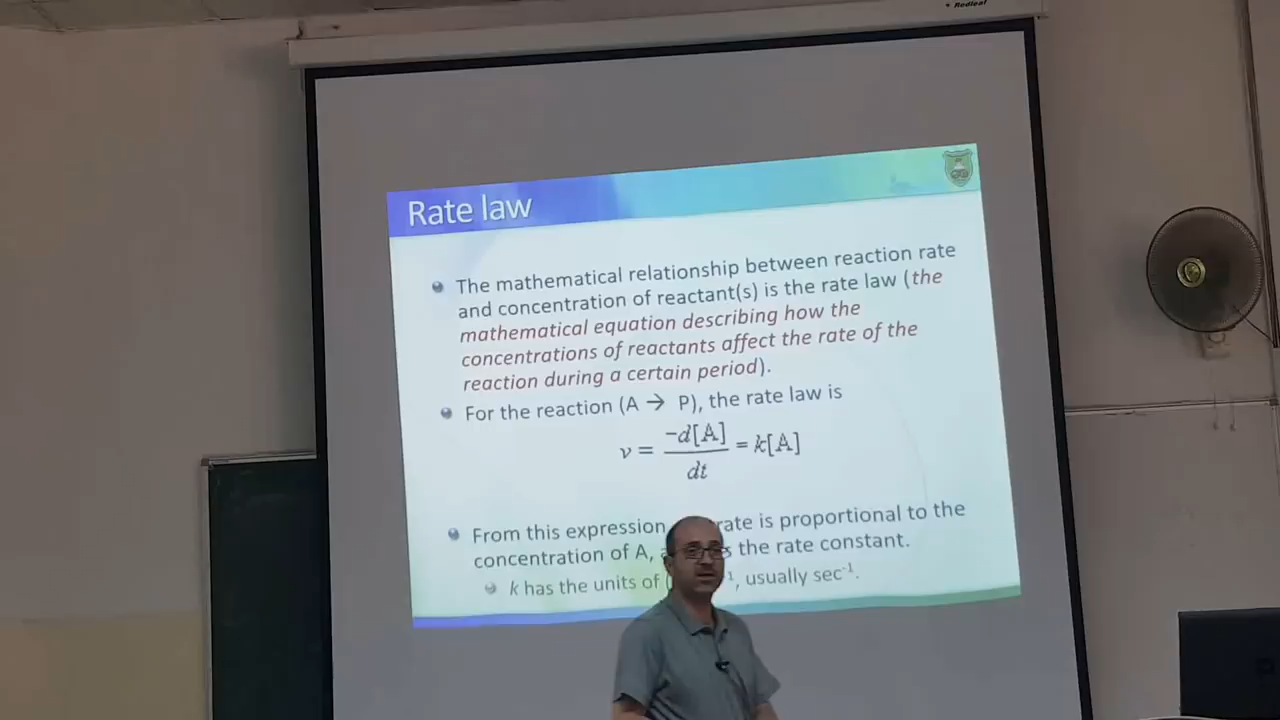 Redleaf
Rate law
The mathematical relationship between reaction rate
and concentration of reactant(s) is the rate law (the
mathematical equation describing how the
concentrations of reactants affect the rate of the
reaction during a certain period).
For the reaction (A → P), the rate law is
v = -d[A]/dt = k[A]
From this expression rate is proportional to the
concentration of A, the rate constant.
k has the units of ( ¹, usually sec⁻¹.